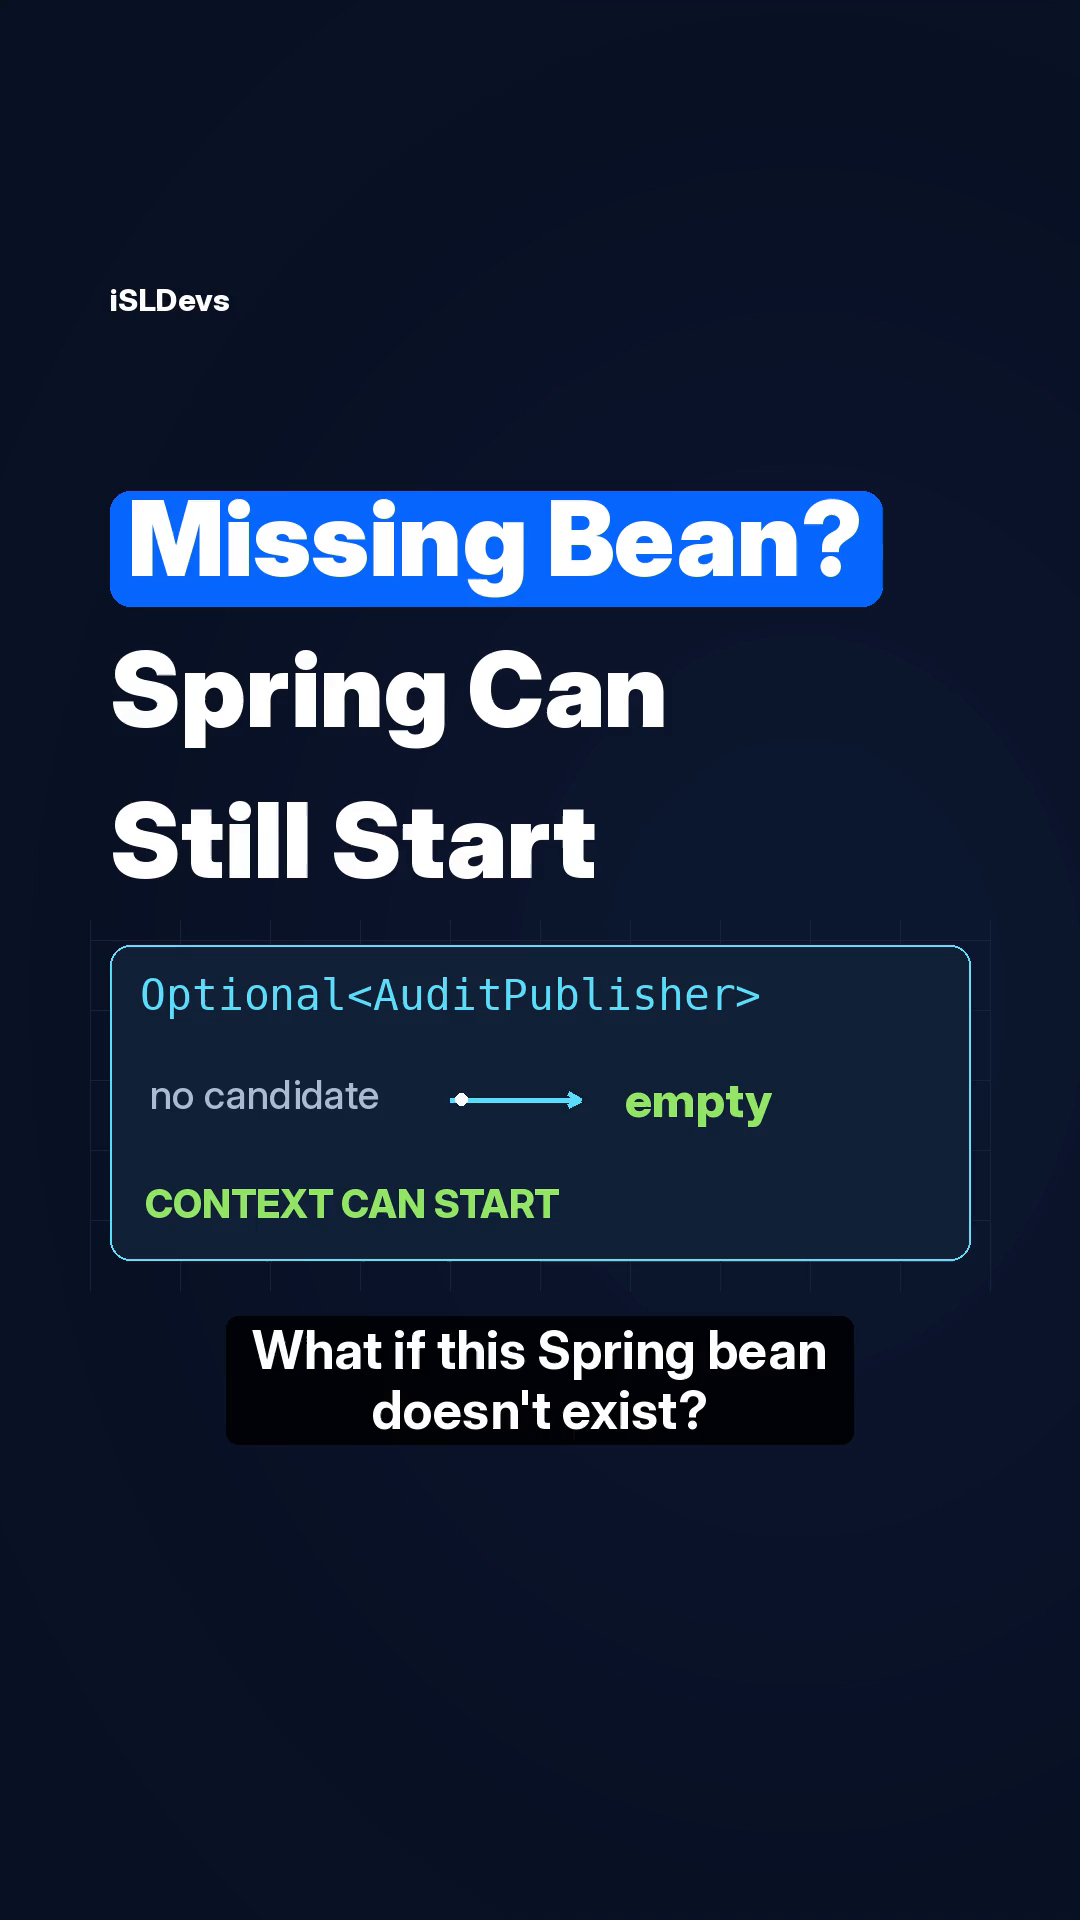 iSLDevs
Missing Bean?
Spring Can
Still Start
Optional<AuditPublisher>
no candidate
empty
CONTEXT CAN START
What if this Spring bean
doesn't exist?